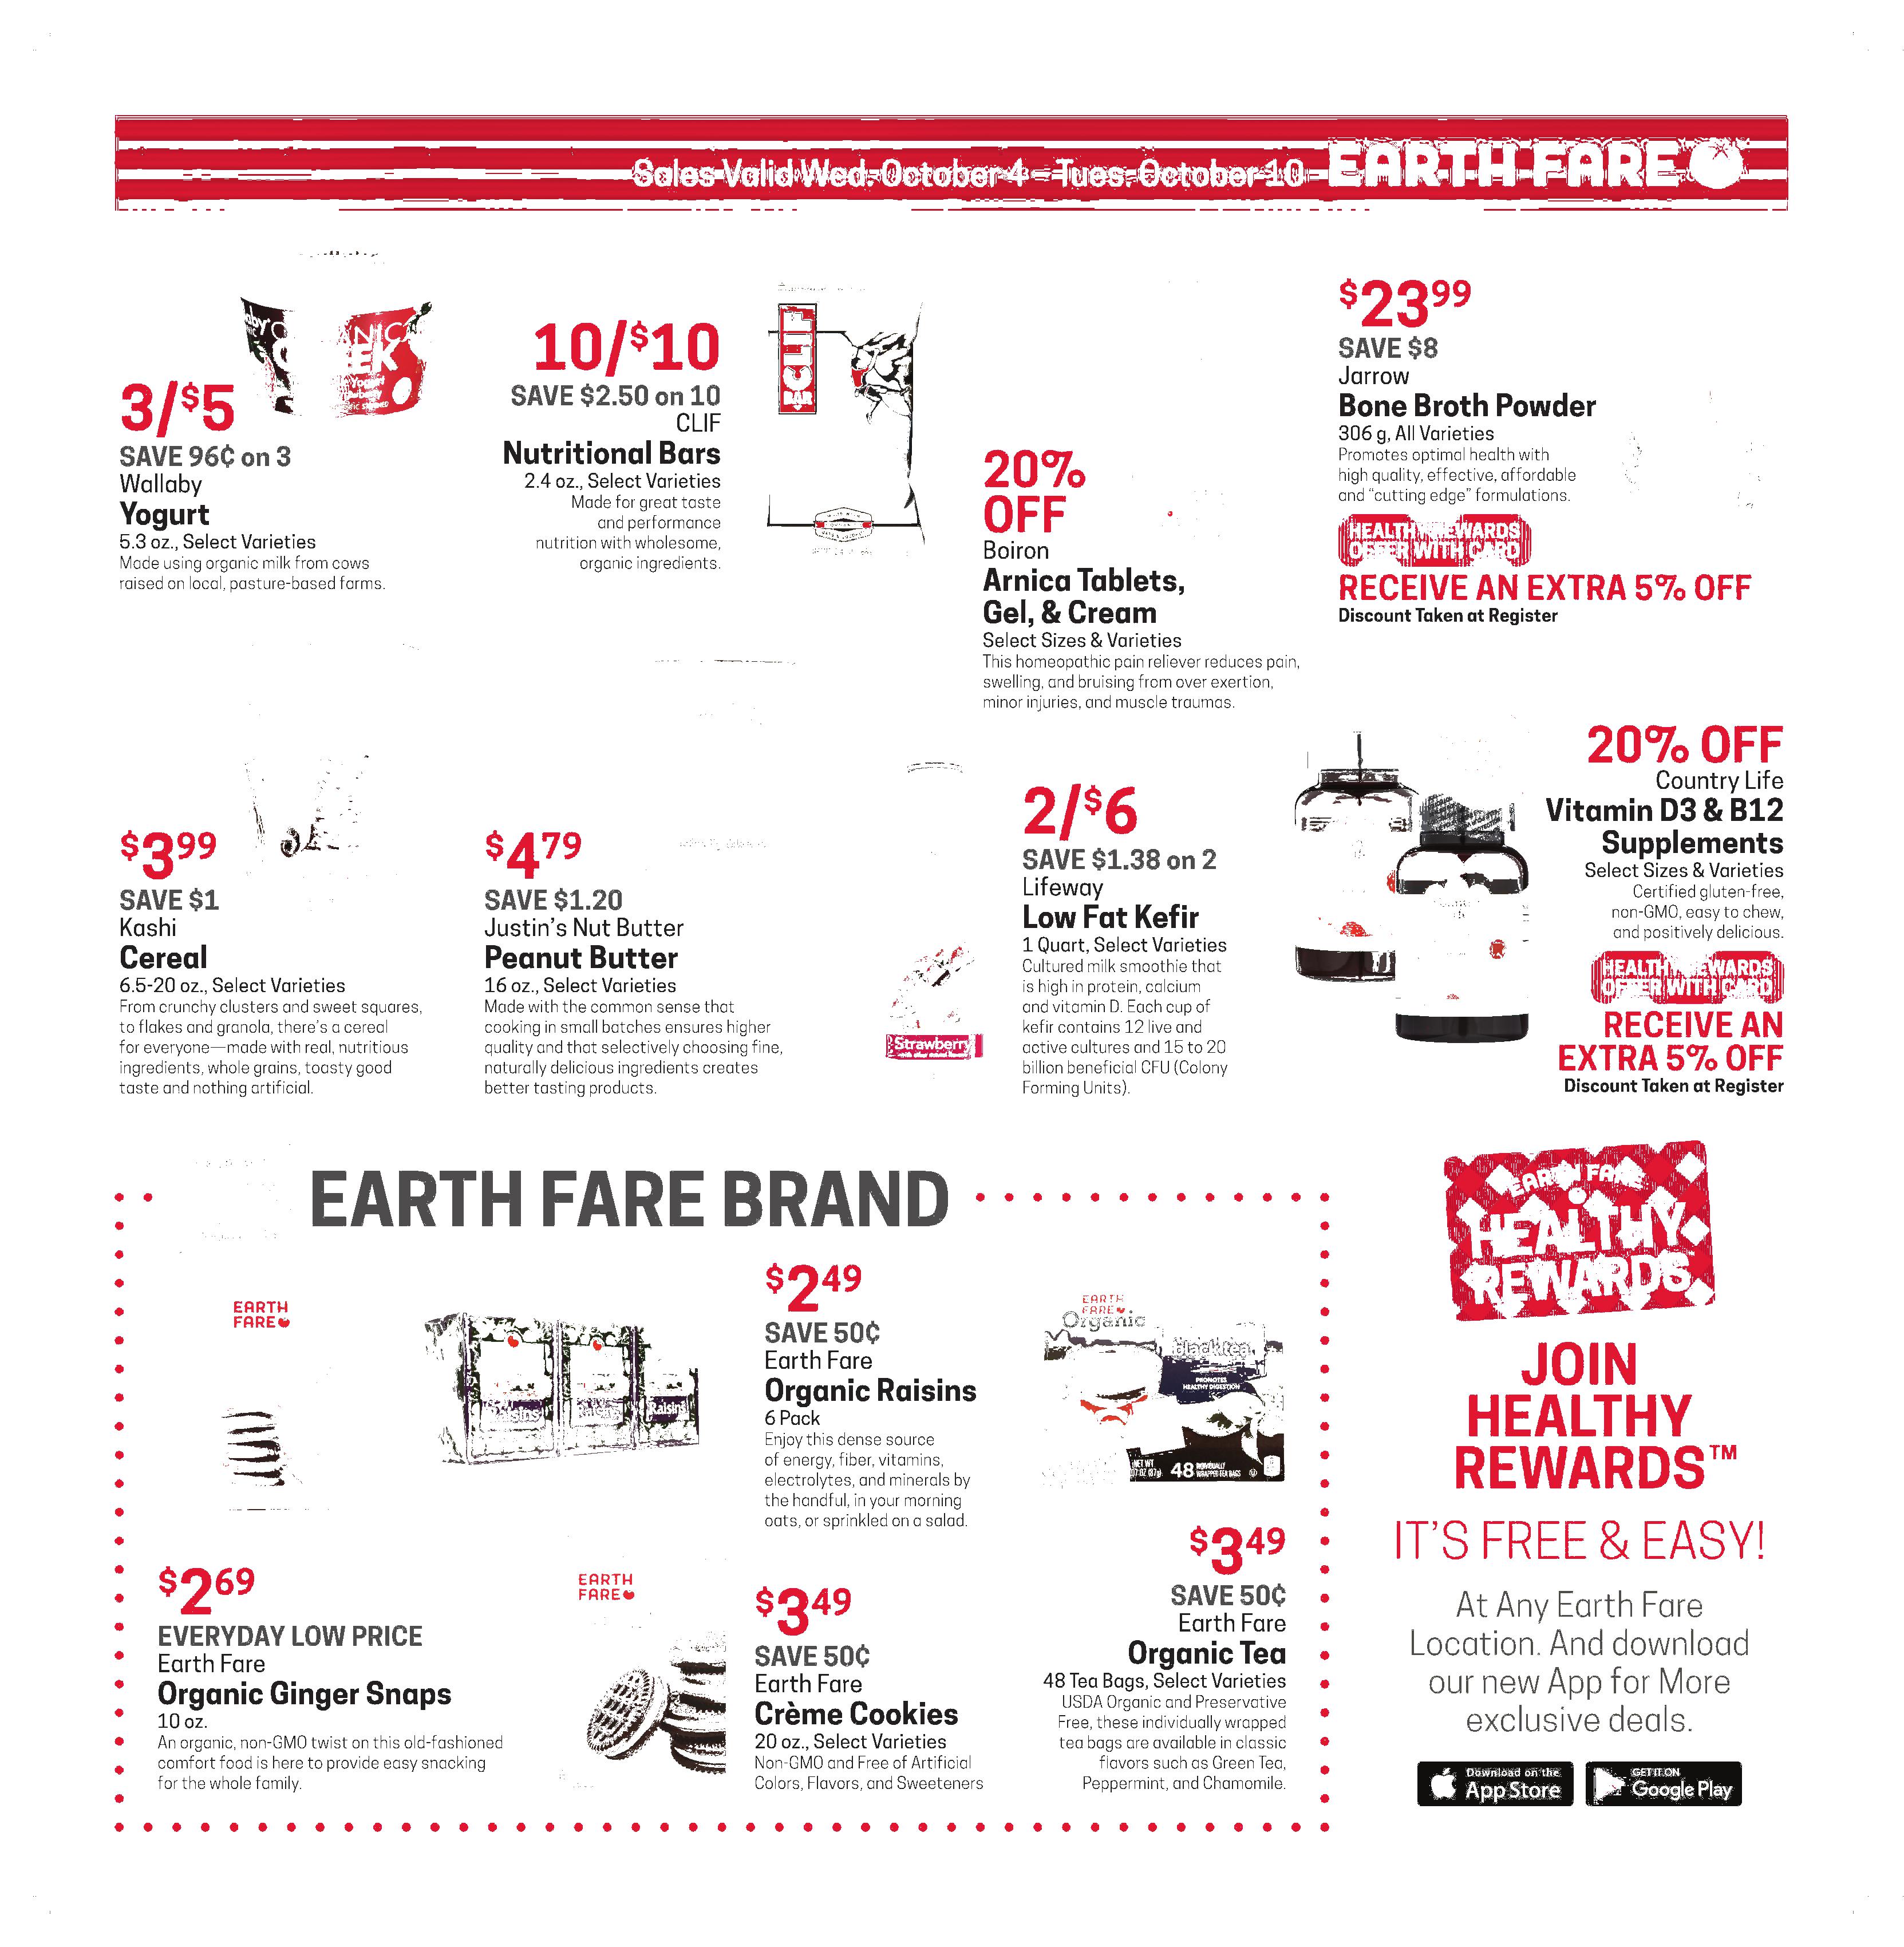 Sales Valid Wed. October 4 – Tues. October 10 EARTH FARE
3/$5
SAVE 96¢ on 3
Wallaby
Yogurt
5.3 oz., Select Varieties
Made using organic milk from cows
raised on local, pasture-based farms.
10/$10
SAVE $2.50 on 10
CLIF
Nutritional Bars
2.4 oz., Select Varieties
Made for great taste
and performance
nutrition with wholesome,
organic ingredients.
CLIF
BAR
20%
OFF
Boiron
Arnica Tablets,
Gel, & Cream
Select Sizes & Varieties
This homeopathic pain reliever reduces pain,
swelling, and bruising from over exertion,
minor injuries, and muscle traumas.
$23 99
SAVE $8
Jarrow
Bone Broth Powder
306 g, All Varieties
Promotes optimal health with
high quality, effective, affordable
and “cutting edge” formulations.
HEALTHY REWARDS
OFFER WITH CARD
RECEIVE AN EXTRA 5% OFF
Discount Taken at Register
$3 99
SAVE $1
Kashi
Cereal
6.5-20 oz., Select Varieties
From crunchy clusters and sweet squares,
to flakes and granola, there’s a cereal
for everyone—made with real, nutritious
ingredients, whole grains, toasty good
taste and nothing artificial.
$4 79
SAVE $1.20
Justin’s Nut Butter
Peanut Butter
16 oz., Select Varieties
Made with the common sense that
cooking in small batches ensures higher
quality and that selectively choosing fine,
naturally delicious ingredients creates
better tasting products.
Strawberry
2/$6
SAVE $1.38 on 2
Lifeway
Low Fat Kefir
1 Quart, Select Varieties
Cultured milk smoothie that
is high in protein, calcium
and vitamin D. Each cup of
kefir contains 12 live and
active cultures and 15 to 20
billion beneficial CFU (Colony
Forming Units).
20% OFF
Country Life
Vitamin D3 & B12
Supplements
Select Sizes & Varieties
Certified gluten-free,
non-GMO, easy to chew,
and positively delicious.
HEALTHY REWARDS
OFFER WITH CARD
RECEIVE AN
EXTRA 5% OFF
Discount Taken at Register
EARTH FARE BRAND
EARTH
FARE
$2 69
EVERYDAY LOW PRICE
Earth Fare
Organic Ginger Snaps
10 oz.
An organic, non-GMO twist on this old-fashioned
comfort food is here to provide easy snacking
for the whole family.
Raisins Raisins Raisins
$2 49
SAVE 50¢
Earth Fare
Organic Raisins
6 Pack
Enjoy this dense source
of energy, fiber, vitamins,
electrolytes, and minerals by
the handful, in your morning
oats, or sprinkled on a salad.
EARTH
FARE
$3 49
SAVE 50¢
Earth Fare
Crème Cookies
20 oz., Select Varieties
Non-GMO and Free of Artificial
Colors, Flavors, and Sweeteners
EARTH
FARE
Organic
black tea
PROMOTES
HEALTHY DIGESTION
48 INDIVIDUALLY
WRAPPED TEA BAGS
$3 49
SAVE 50¢
Earth Fare
Organic Tea
48 Tea Bags, Select Varieties
USDA Organic and Preservative
Free, these individually wrapped
tea bags are available in classic
flavors such as Green Tea,
Peppermint, and Chamomile.
EARTH FARE
HEALTHY
REWARDS
JOIN
HEALTHY
REWARDS™
IT’S FREE & EASY!
At Any Earth Fare
Location. And download
our new App for More
exclusive deals.
Download on the
App Store
GET IT ON
Google Play